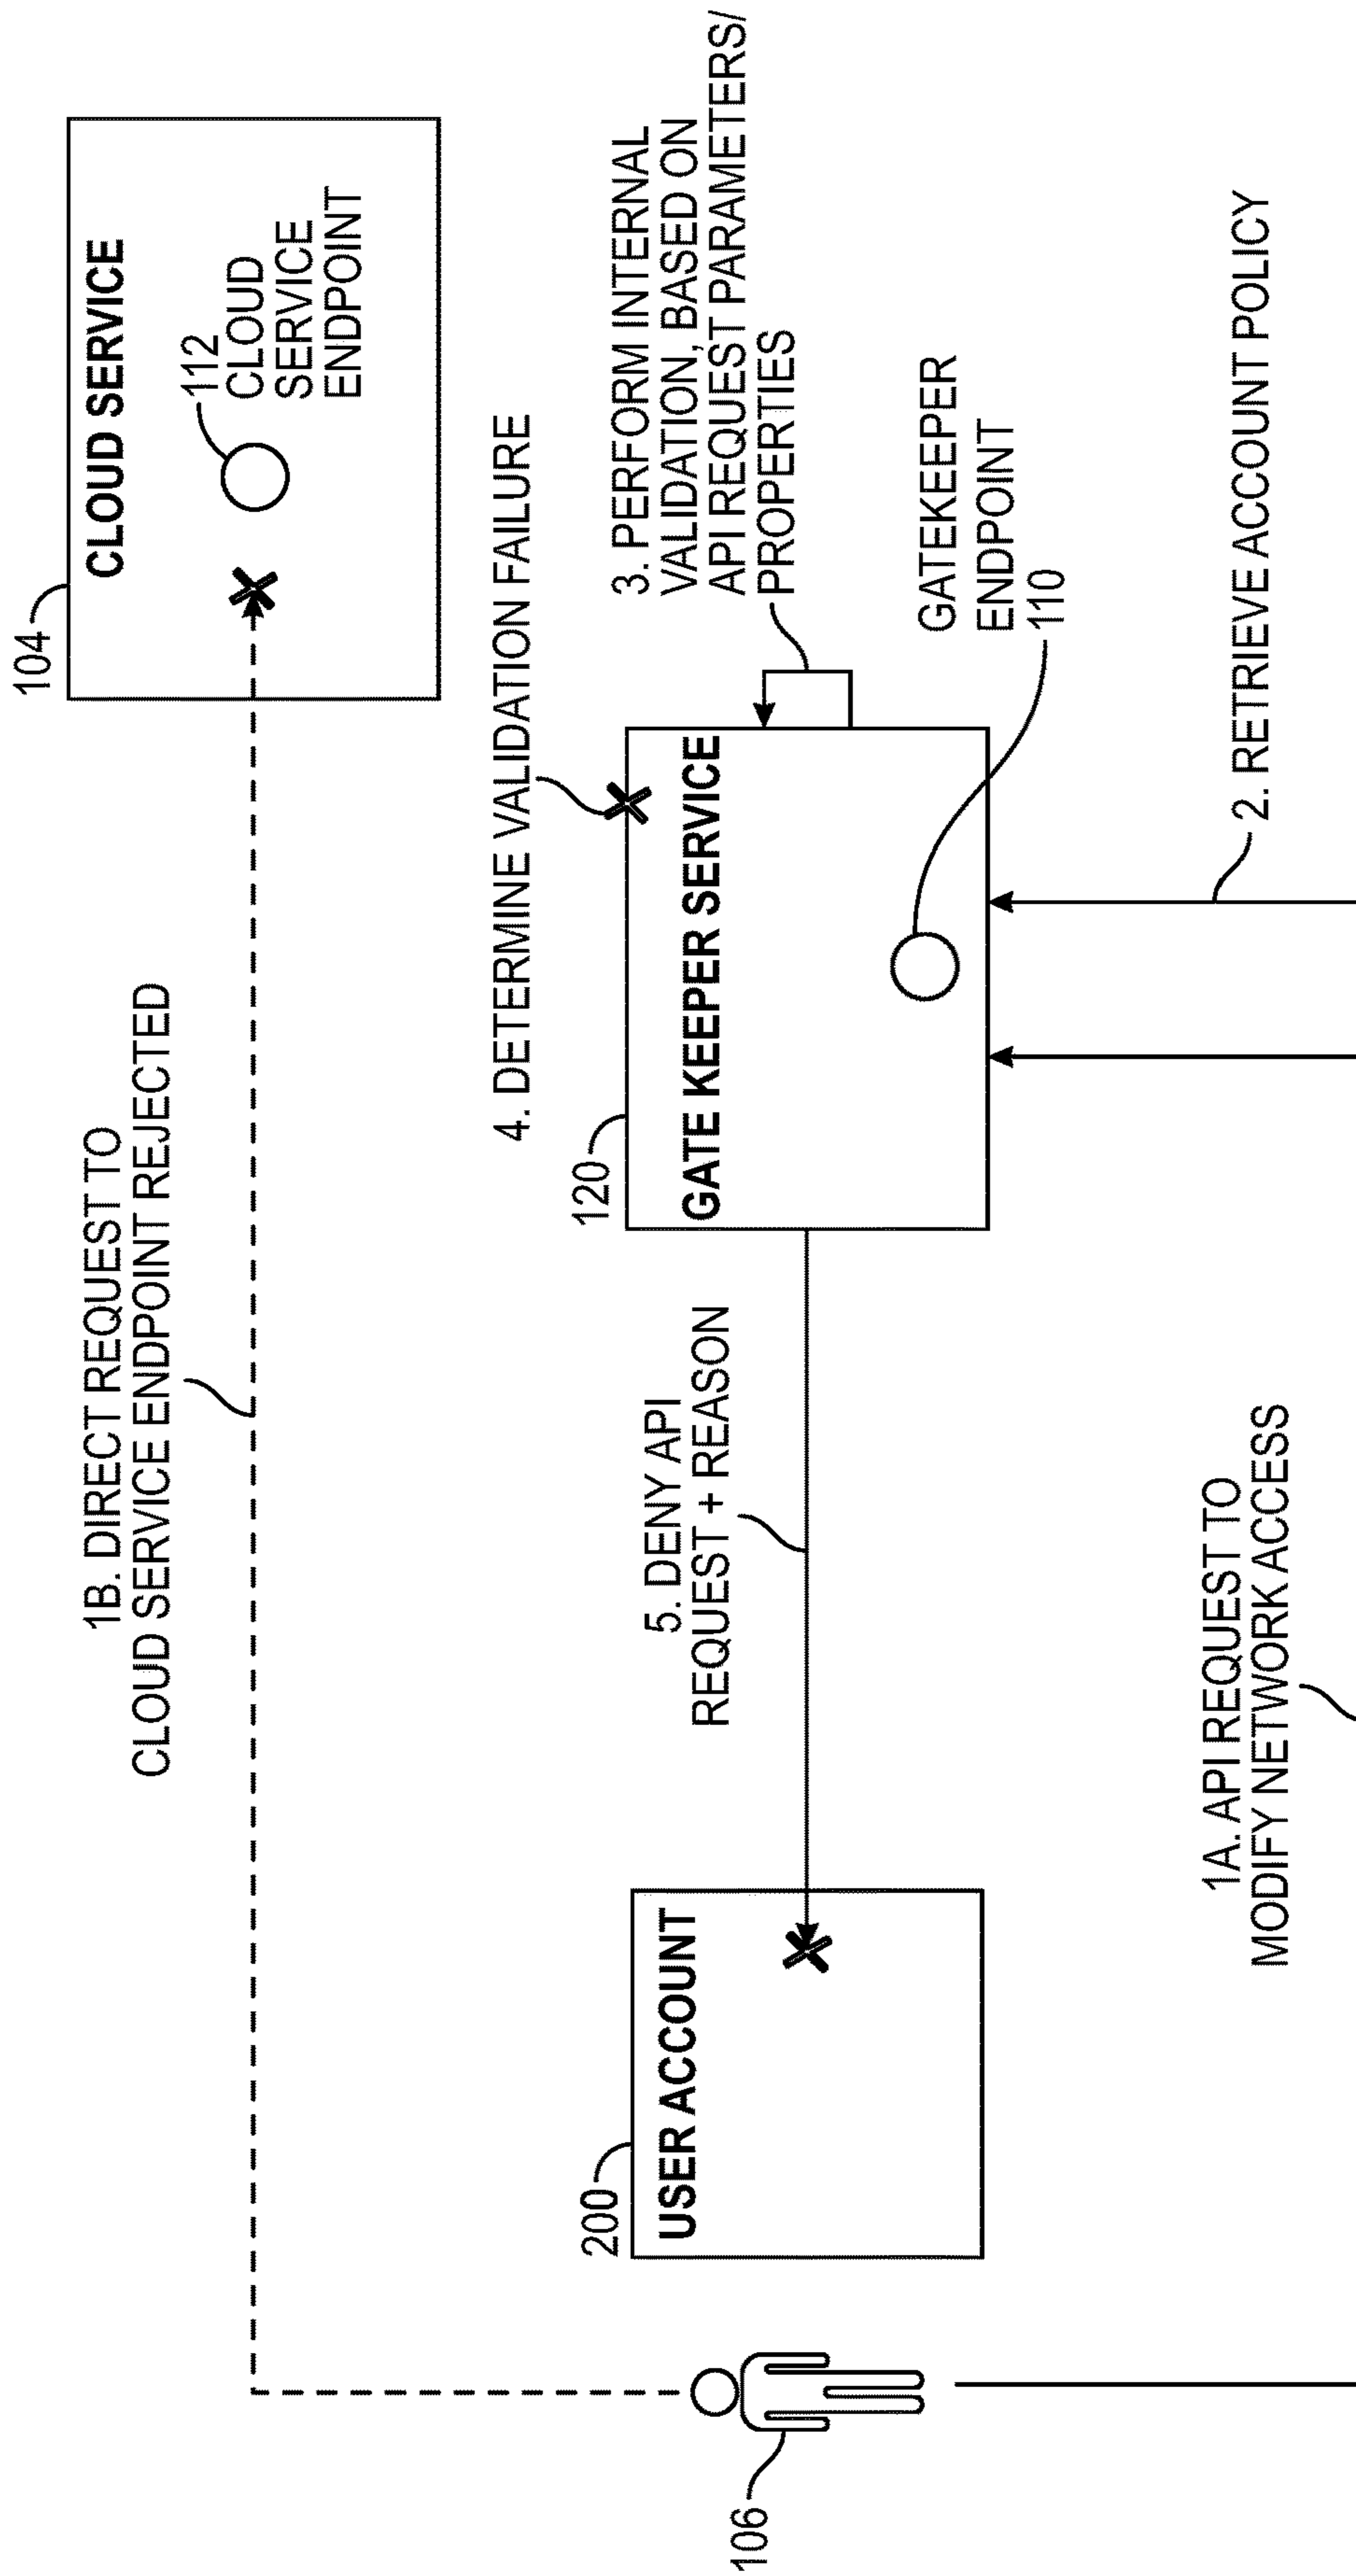 104
CLOUD SERVICE
112
CLOUD
SERVICE
ENDPOINT
1B. DIRECT REQUEST TO
CLOUD SERVICE ENDPOINT REJECTED
4. DETERMINE VALIDATION FAILURE
3. PERFORM INTERNAL
VALIDATION, BASED ON
API REQUEST PARAMETERS/
PROPERTIES
120
GATE KEEPER SERVICE
GATEKEEPER
ENDPOINT
110
5. DENY API
REQUEST + REASON
200
USER ACCOUNT
106
2. RETRIEVE ACCOUNT POLICY
1A. API REQUEST TO
MODIFY NETWORK ACCESS